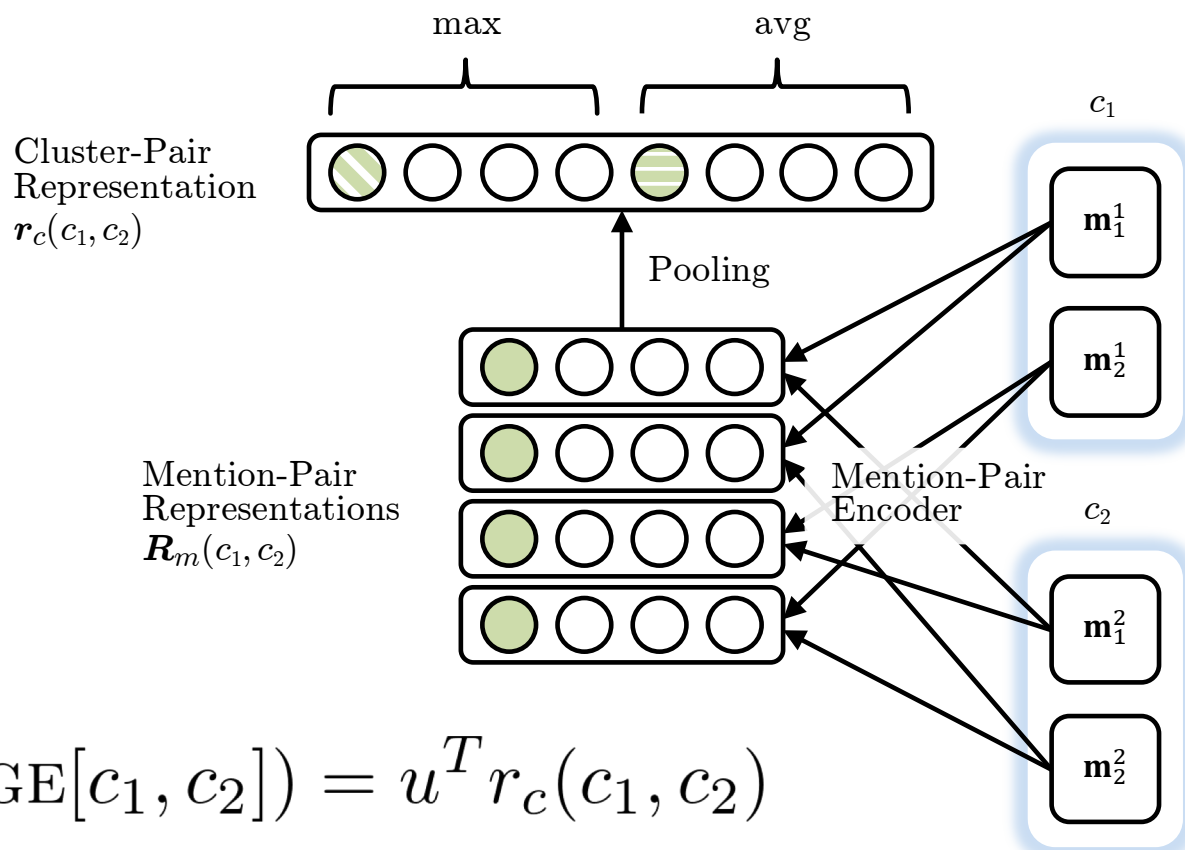 max
avg
c₁
Cluster-Pair
Representation
r_c(c₁, c₂)
m¹₁
Pooling
m¹₂
Mention-Pair
Representations
R_m(c₁, c₂)
Mention-Pair
Encoder
c₂
m²₁
m²₂
GE[c₁, c₂]) = uᵀr_c(c₁, c₂)